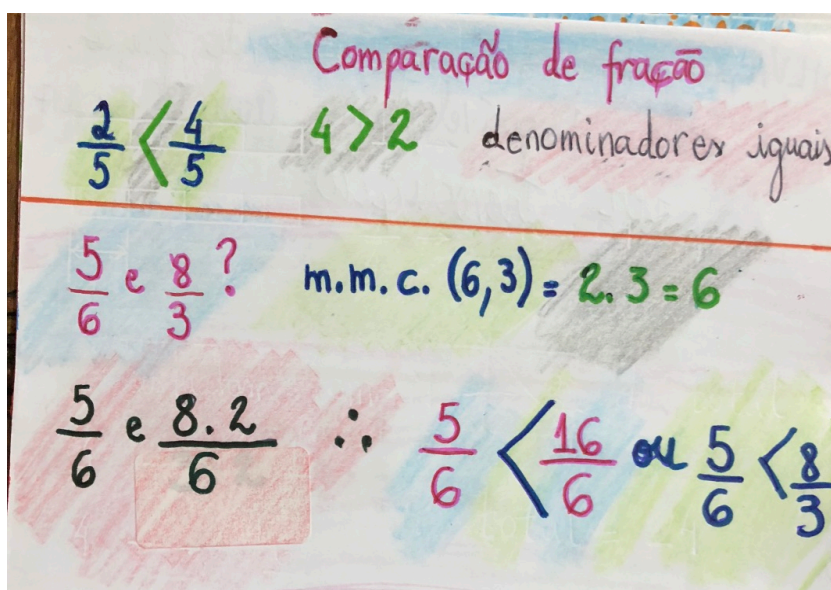 Comparação de fração
2/5 < 4/5 4 > 2 denominadores iguais
5/6 e 8/3 ? m.m.c. (6,3) = 2.3 = 6
5/6 e 8.2/6 ∴ 5/6 < 16/6 ou 5/6 < 8/3